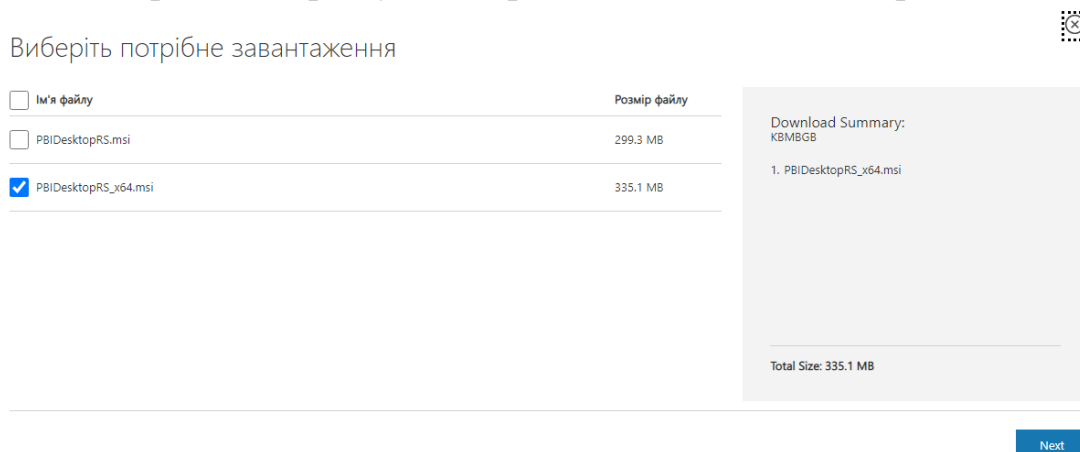 Виберіть потрібне завантаження
Ім'я файлу Розмір файлу
PBIDesktopRS.msi 299.3 MB
PBIDesktopRS_x64.msi 335.1 MB
Download Summary:
KBMBGB
1. PBIDesktopRS_x64.msi
Total Size: 335.1 MB
Next